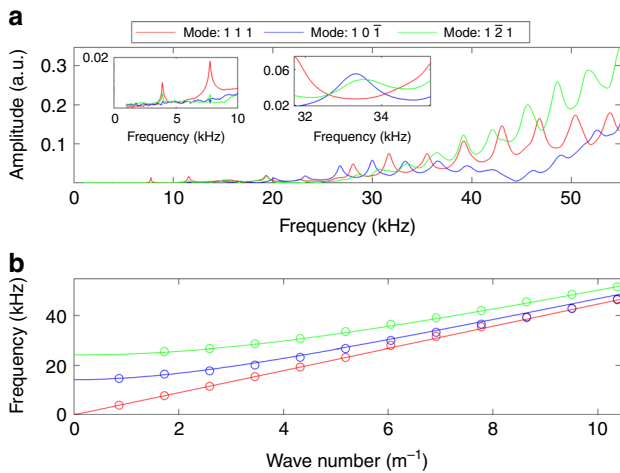 a
Mode: 1 1 1 Mode: 1 0 1̅ Mode: 1 2̅ 1
Amplitude (a.u.)
0.3
0.2
0.1
0.02
0 5 10
Frequency (kHz)
0.06
0.02
32 34
Frequency (kHz)
0 10 20 30 40 50
Frequency (kHz)
b
Frequency (kHz)
40
20
0
0 2 4 6 8 10
Wave number (m⁻¹)